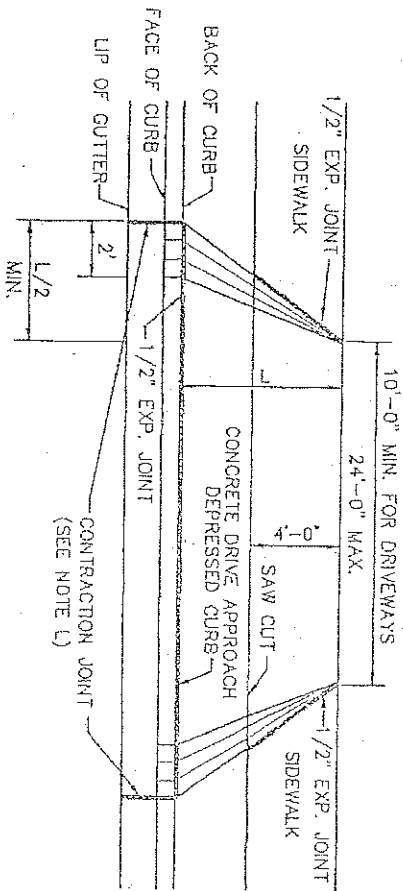 10'-0" MIN. FOR DRIVEWAYS
24'-0" MAX.
1/2" EXP. JOINT
SIDEWALK
1/2" EXP. JOINT
SIDEWALK
4'-0"
SAW CUT
L
CONCRETE DRIVE APPROACH
DEPRESSED CURB
BACK OF CURB
FACE OF CURB
LIP OF GUTTER
2'
L/2
MIN.
1/2" EXP. JOINT
CONTRACTION JOINT
(SEE NOTE L)